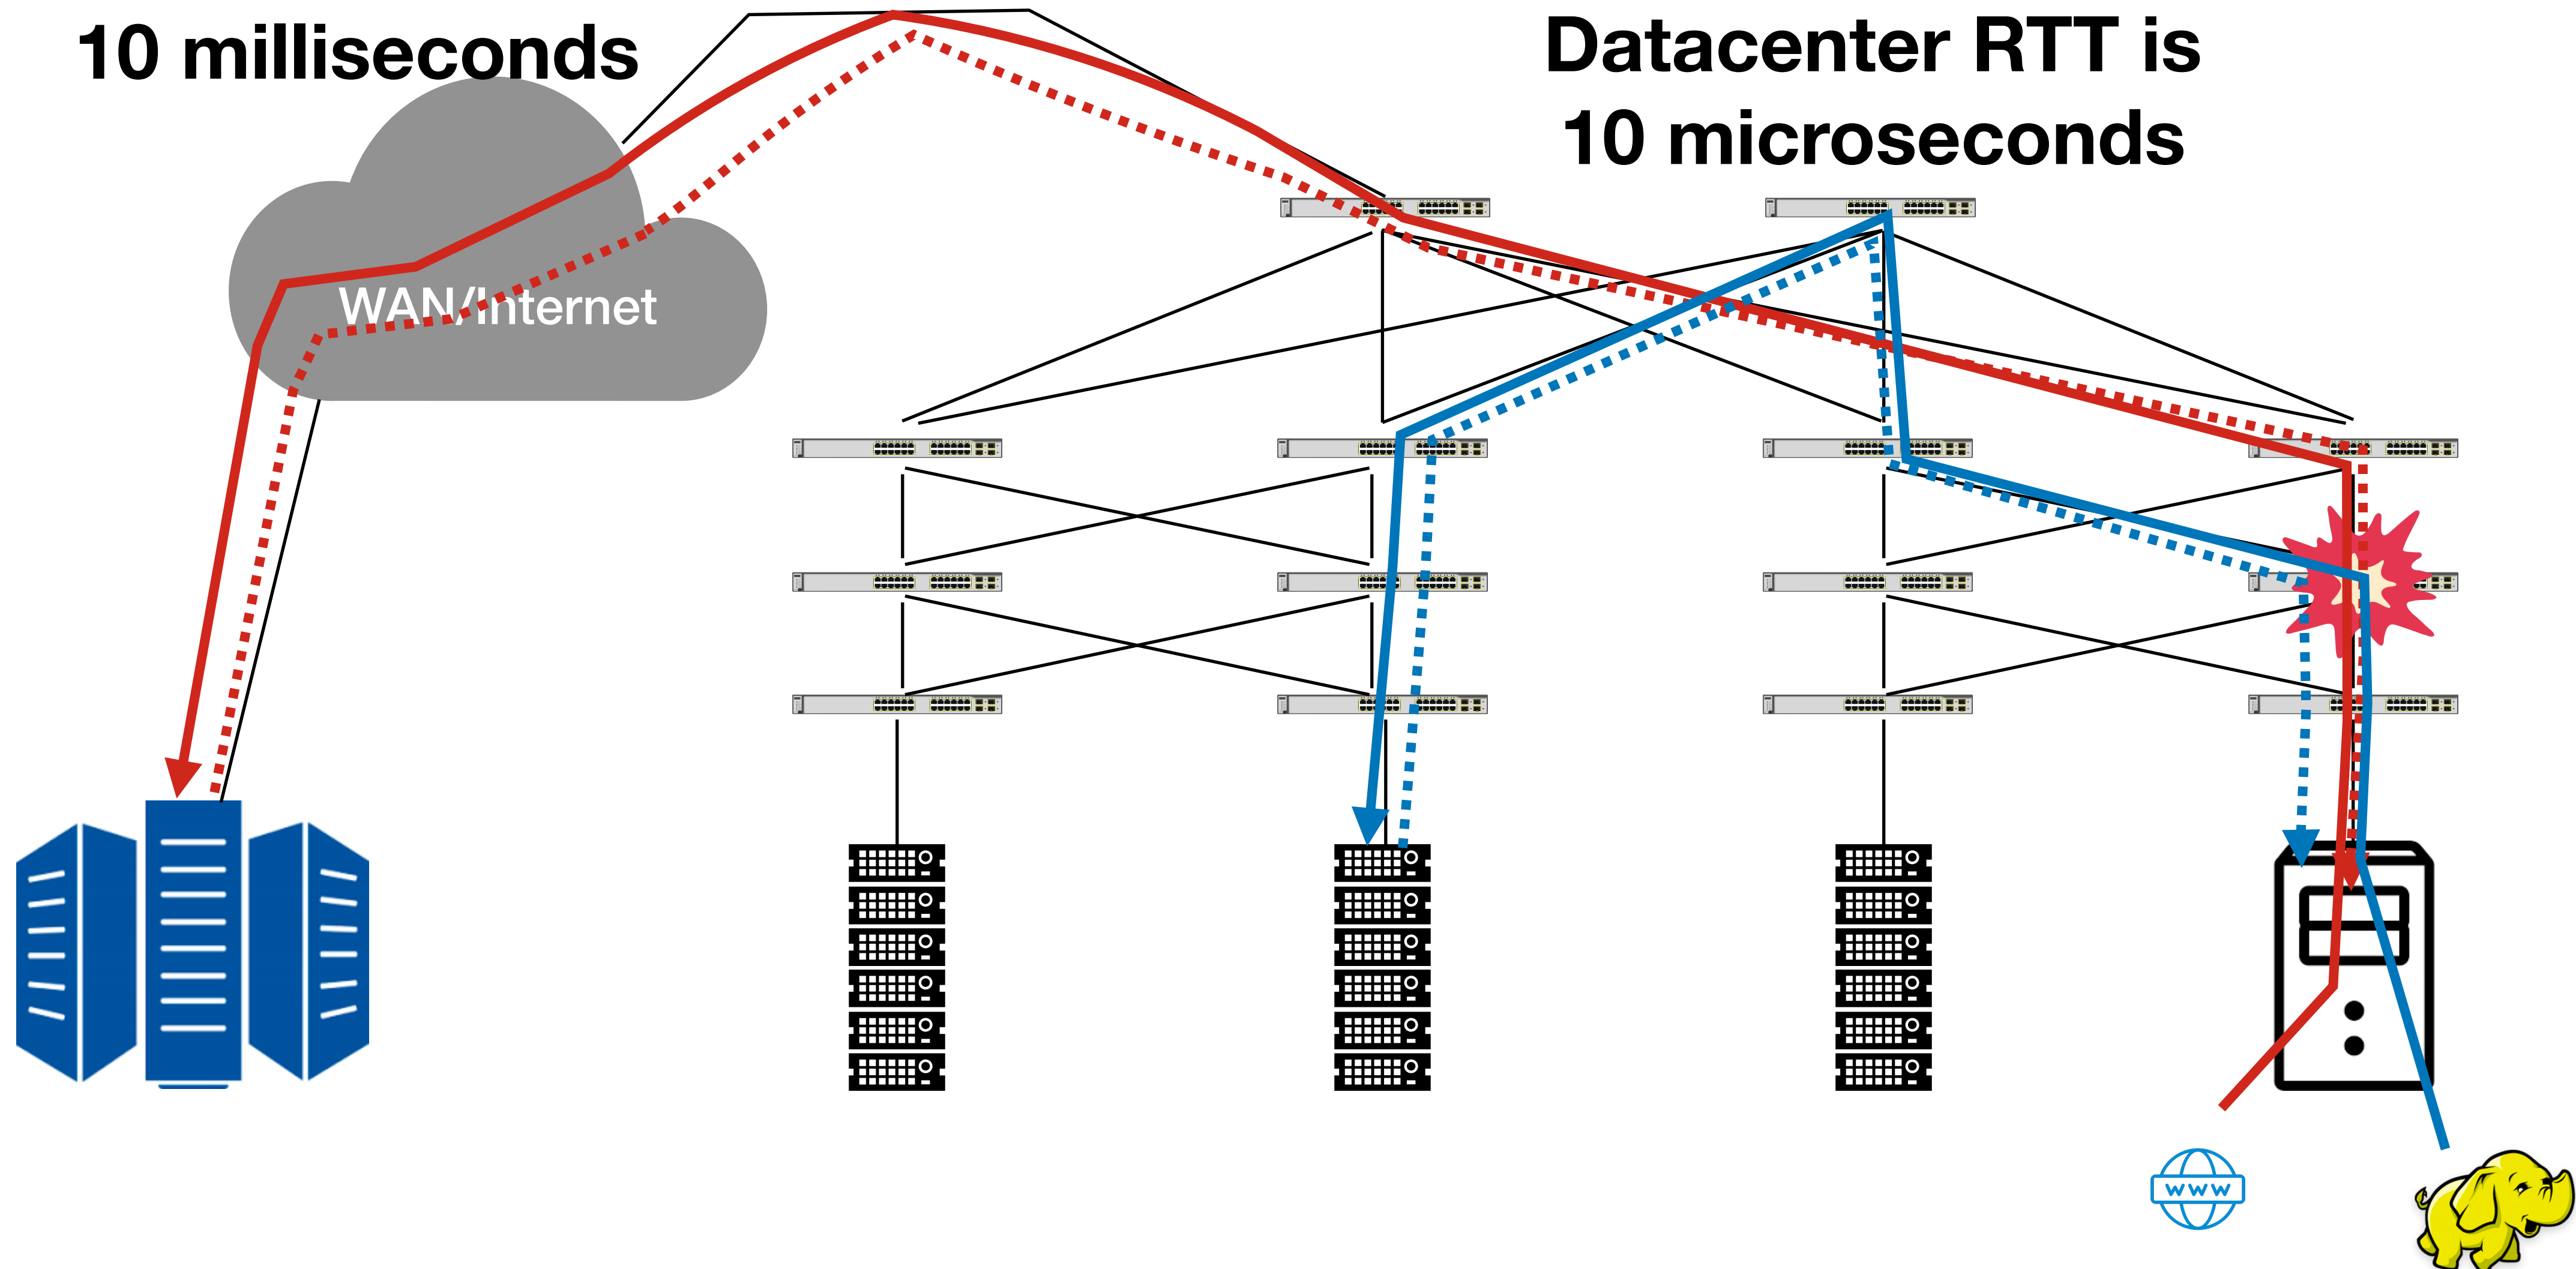 10 milliseconds
Datacenter RTT is
10 microseconds
WAN/Internet
www